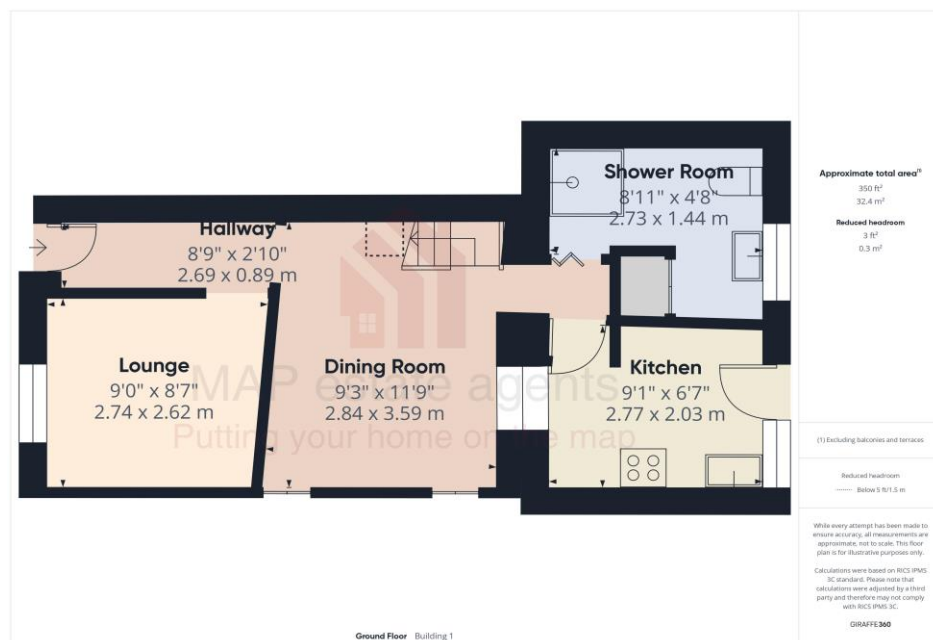 Shower Room
8'11" x 4'8"
2.73 x 1.44 m
Hallway
8'9" x 2'10"
2.69 x 0.89 m
Lounge
9'0" x 8'7"
2.74 x 2.62 m
Dining Room
9'3" x 11'9"
2.84 x 3.59 m
Kitchen
9'1" x 6'7"
2.77 x 2.03 m
MAP estate agents
Putting your home on the map
Approximate total area⁽¹⁾
350 ft²
32.4 m²
Reduced headroom
3 ft²
0.3 m²
(1) Excluding balconies and terraces
Reduced headroom
------- Below 5 ft/1.5 m
While every attempt has been made to
ensure accuracy, all measurements are
approximate, not to scale. This floor
plan is for illustrative purposes only.
Calculations were based on RICS IPMS
3C standard. Please note that
calculations were adjusted by a third
party and therefore may not comply
with RICS IPMS 3C.
GIRAFFE360
Ground Floor Building 1